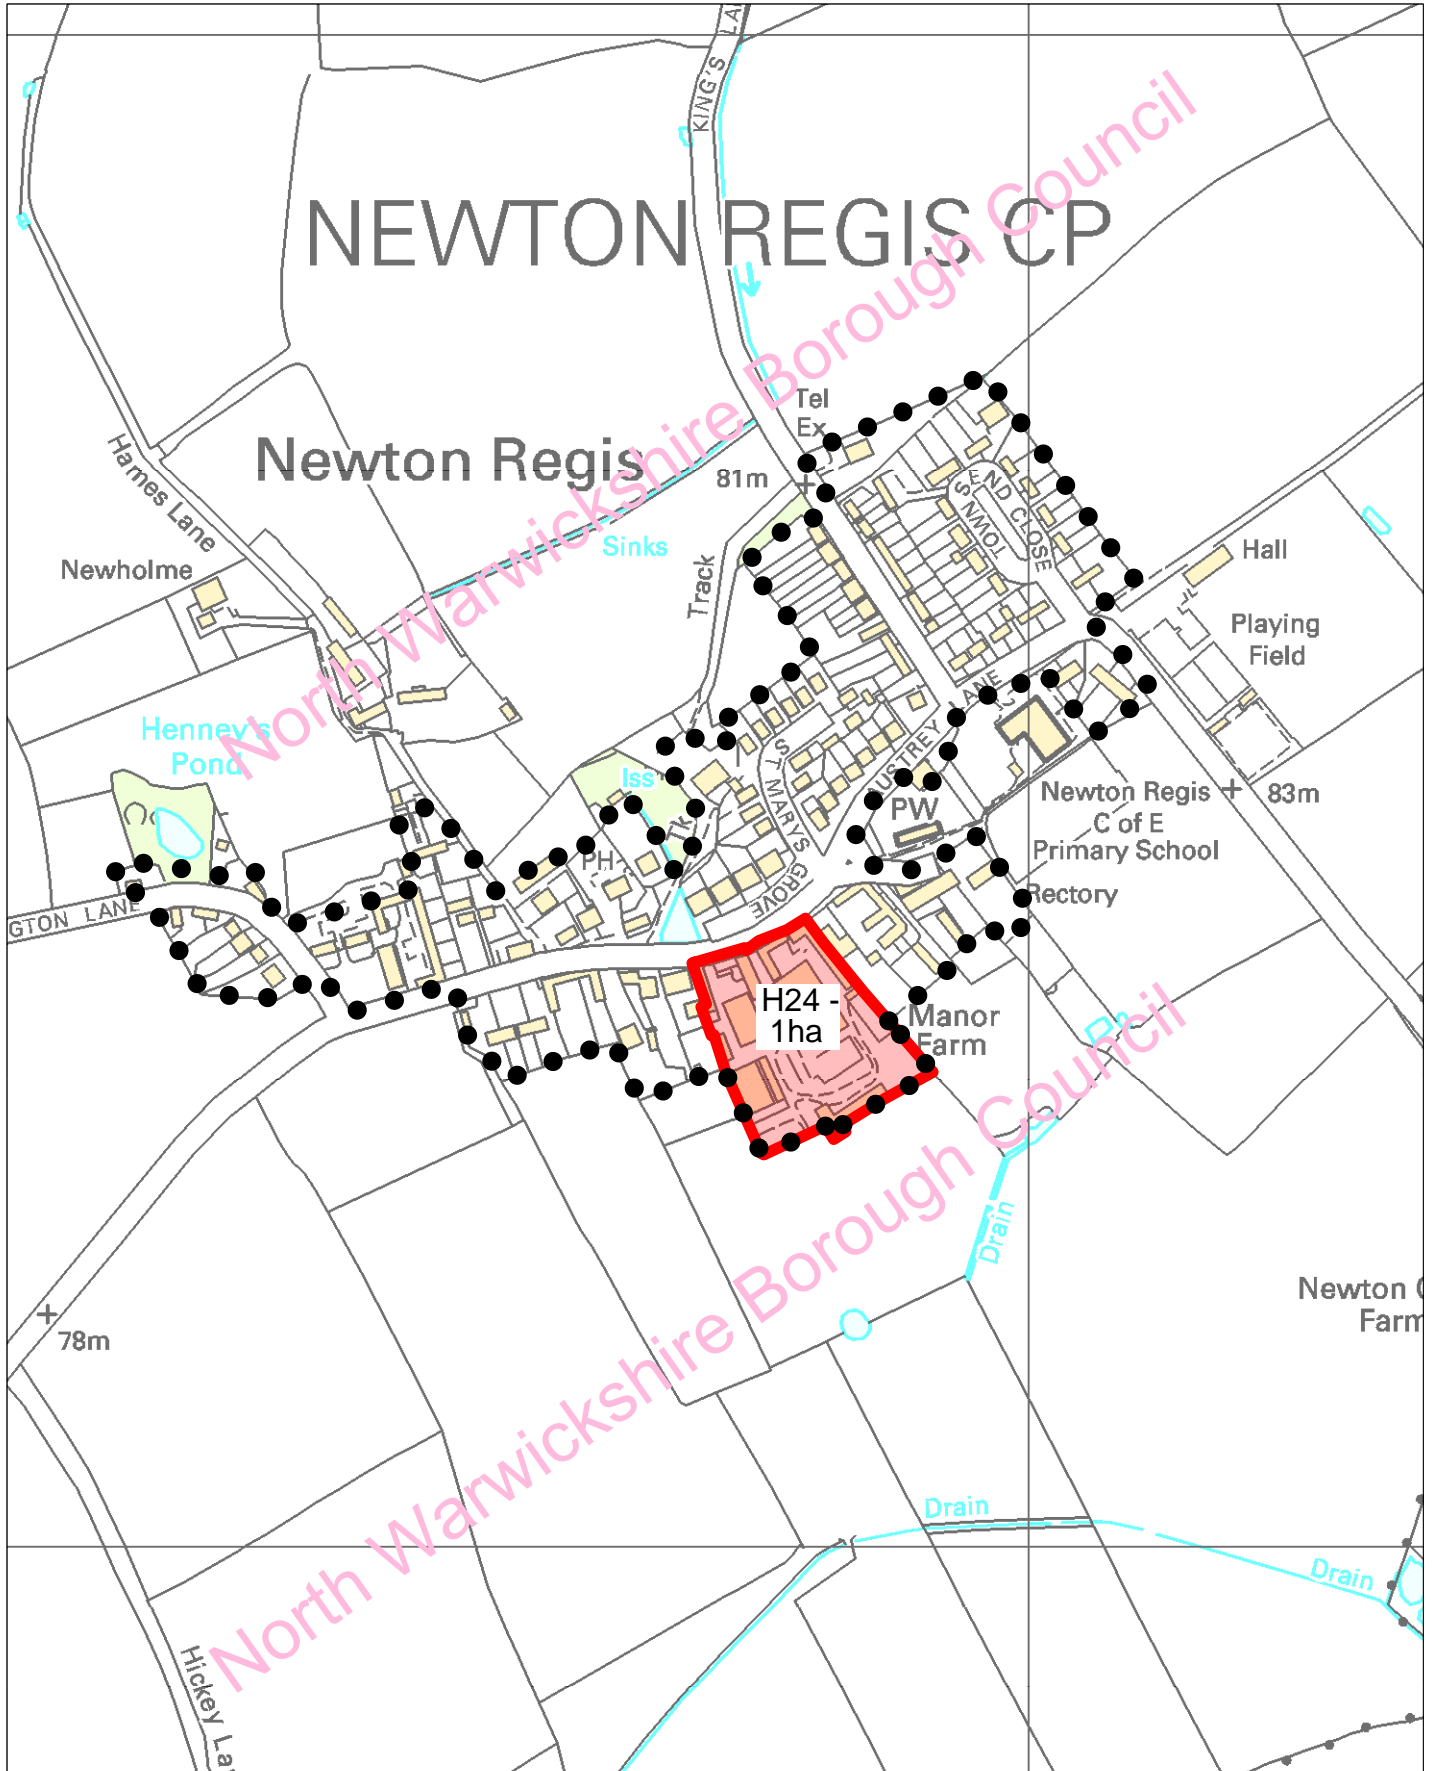 KING'S LA
NEWTON REGIS CP
North Warwickshire Borough Council
Tel
Ex
Newton Regis
81m
Hames Lane
TOWNSEND CLOSE
Sinks
Hall
Newholme
Track
Playing
Field
AUSTREY LANE
Henney's
Pond
ST MARYS GROVE
Iss
Newton Regis
C of E
Primary School
83m
PW
Tk
PH
Rectory
GTON LANE
H24 -
1ha
Manor
Farm
North Warwickshire Borough Council
Drain
Newton
Farm
78m
Drain
Drain
Hickey La